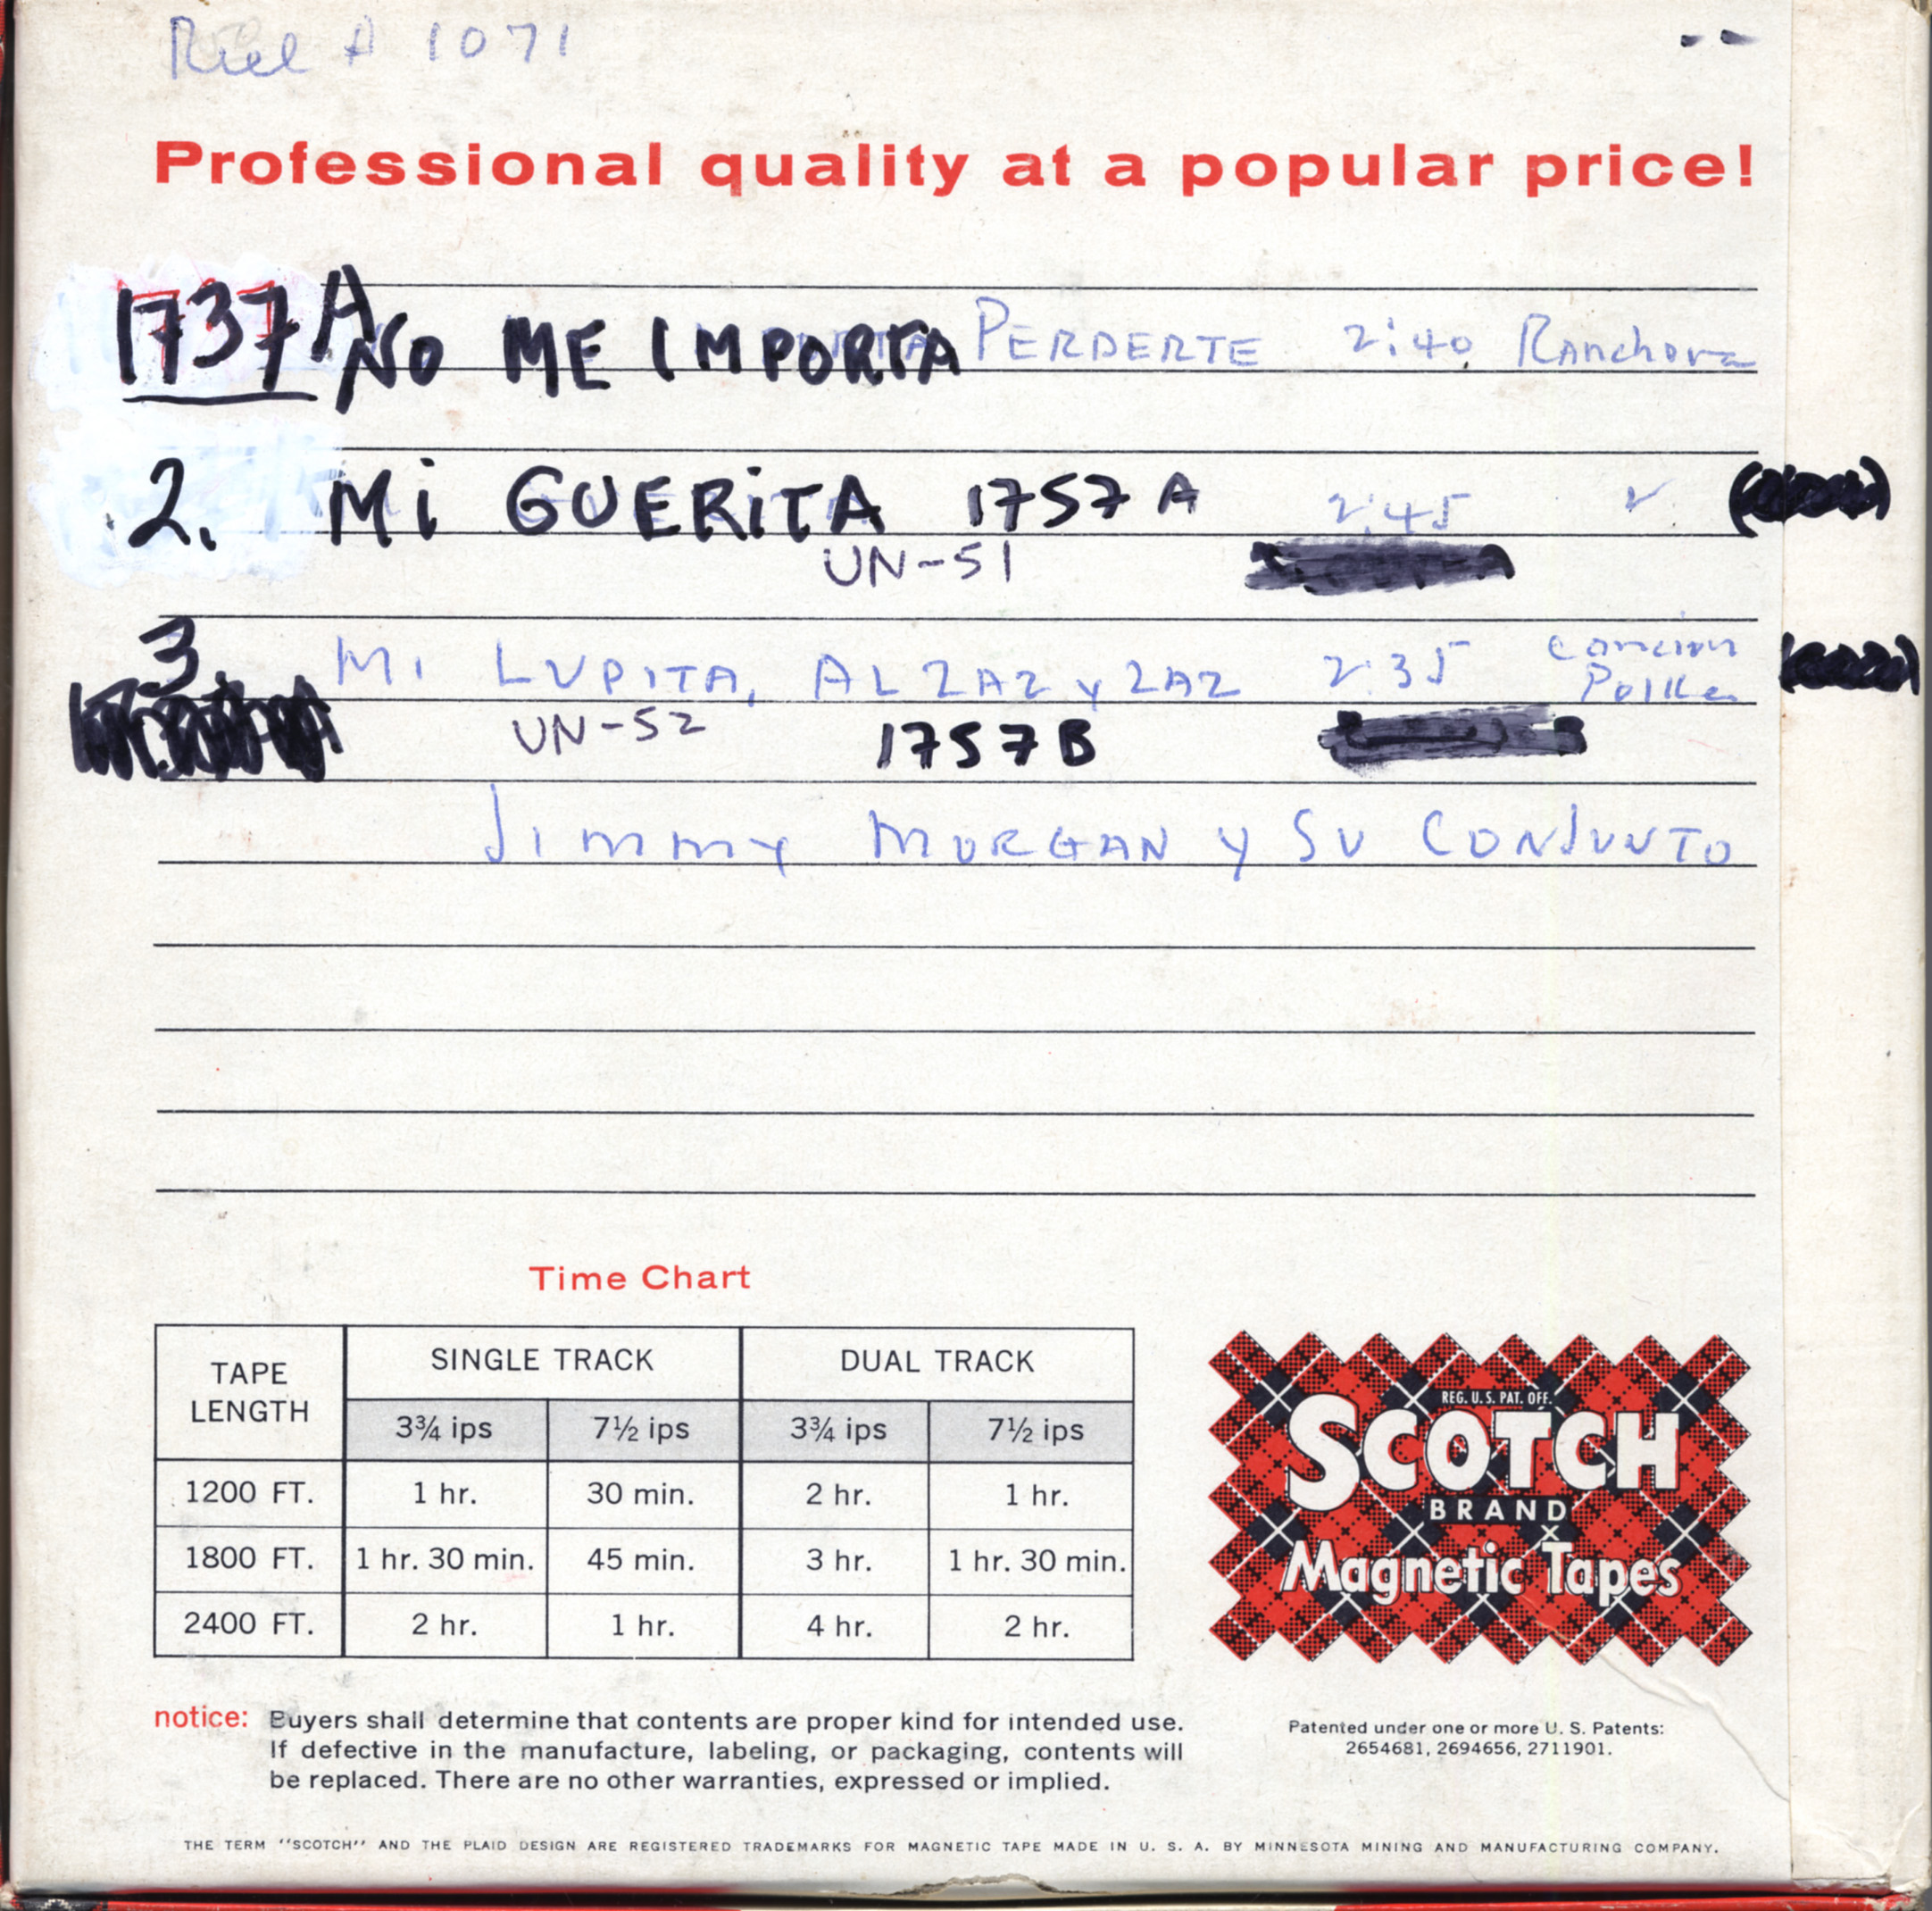 Reel # 1071
Professional quality at a popular price!
1737A NO ME IMPORTA PERDERTE 2:40 Ranchera
2. Mi GUERiTA 1757 A 2:45
UN-51
3. Mi LUPITA, AL ZAZ y ZAZ 2:35 Cancion
Polka
UN-52 1757 B
Jimmy MORGAN y SU CONJUNTO
Time Chart
TAPE LENGTH SINGLE TRACK DUAL TRACK
3¾ ips 7½ ips 3¾ ips 7½ ips
1200 FT. 1 hr. 30 min. 2 hr. 1 hr.
1800 FT. 1 hr. 30 min. 45 min. 3 hr. 1 hr. 30 min.
2400 FT. 2 hr. 1 hr. 4 hr. 2 hr.
REG. U. S. PAT. OFF.
SCOTCH
BRAND
Magnetic Tapes
notice: Buyers shall determine that contents are proper kind for intended use.
If defective in the manufacture, labeling, or packaging, contents will
be replaced. There are no other warranties, expressed or implied.
Patented under one or more U. S. Patents:
2654681, 2694656, 2711901.
THE TERM "SCOTCH" AND THE PLAID DESIGN ARE REGISTERED TRADEMARKS FOR MAGNETIC TAPE MADE IN U. S. A. BY MINNESOTA MINING AND MANUFACTURING COMPANY.